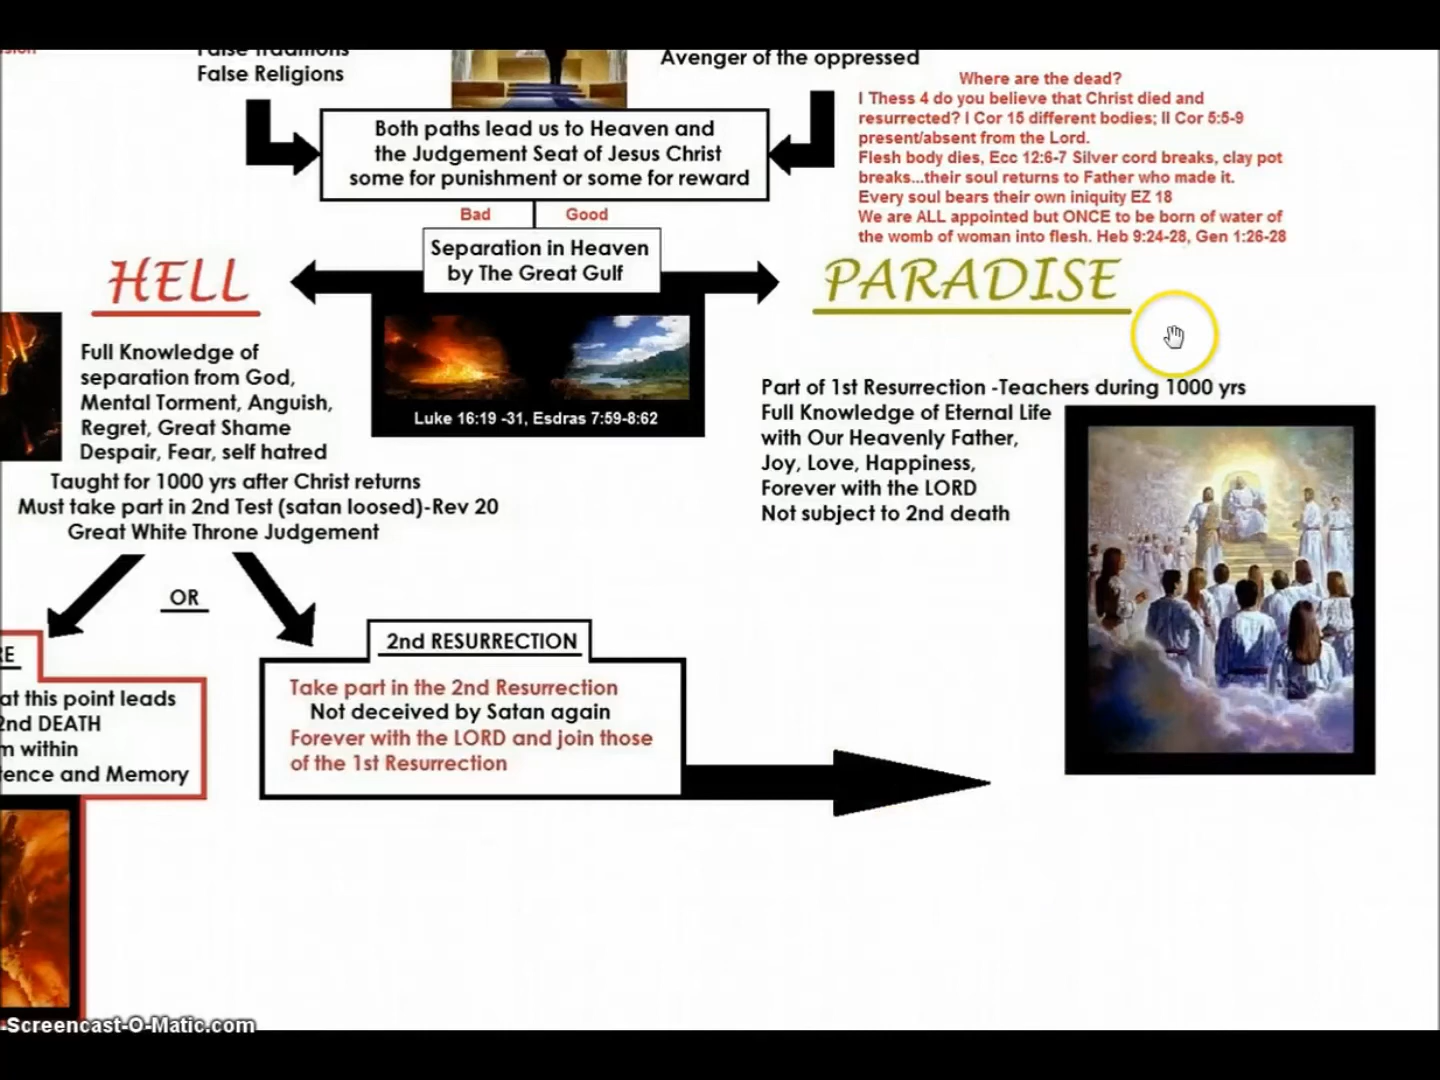 False Traditions
False Religions
Avenger of the oppressed
Where are the dead?
I Thess 4 do you believe that Christ died and
resurrected? I Cor 15 different bodies; II Cor 5:5-9
present/absent from the Lord.
Flesh body dies, Ecc 12:6-7 Silver cord breaks, clay pot
breaks...their soul returns to Father who made it.
Every soul bears their own iniquity EZ 18
We are ALL appointed but ONCE to be born of water of
the womb of woman into flesh. Heb 9:24-28, Gen 1:26-28
Both paths lead us to Heaven and
the Judgement Seat of Jesus Christ
some for punishment or some for reward
Bad Good
Separation in Heaven
by The Great Gulf
HELL
PARADISE
Full Knowledge of
separation from God,
Mental Torment, Anguish,
Regret, Great Shame
Despair, Fear, self hatred
Taught for 1000 yrs after Christ returns
Must take part in 2nd Test (satan loosed)-Rev 20
Great White Throne Judgement
Luke 16:19 -31, Esdras 7:59-8:62
Part of 1st Resurrection -Teachers during 1000 yrs
Full Knowledge of Eternal Life
with Our Heavenly Father,
Joy, Love, Happiness,
Forever with the LORD
Not subject to 2nd death
OR
2nd RESURRECTION
Take part in the 2nd Resurrection
Not deceived by Satan again
Forever with the LORD and join those
of the 1st Resurrection
RE
at this point leads
2nd DEATH
m within
tence and Memory
Screencast-O-Matic.com